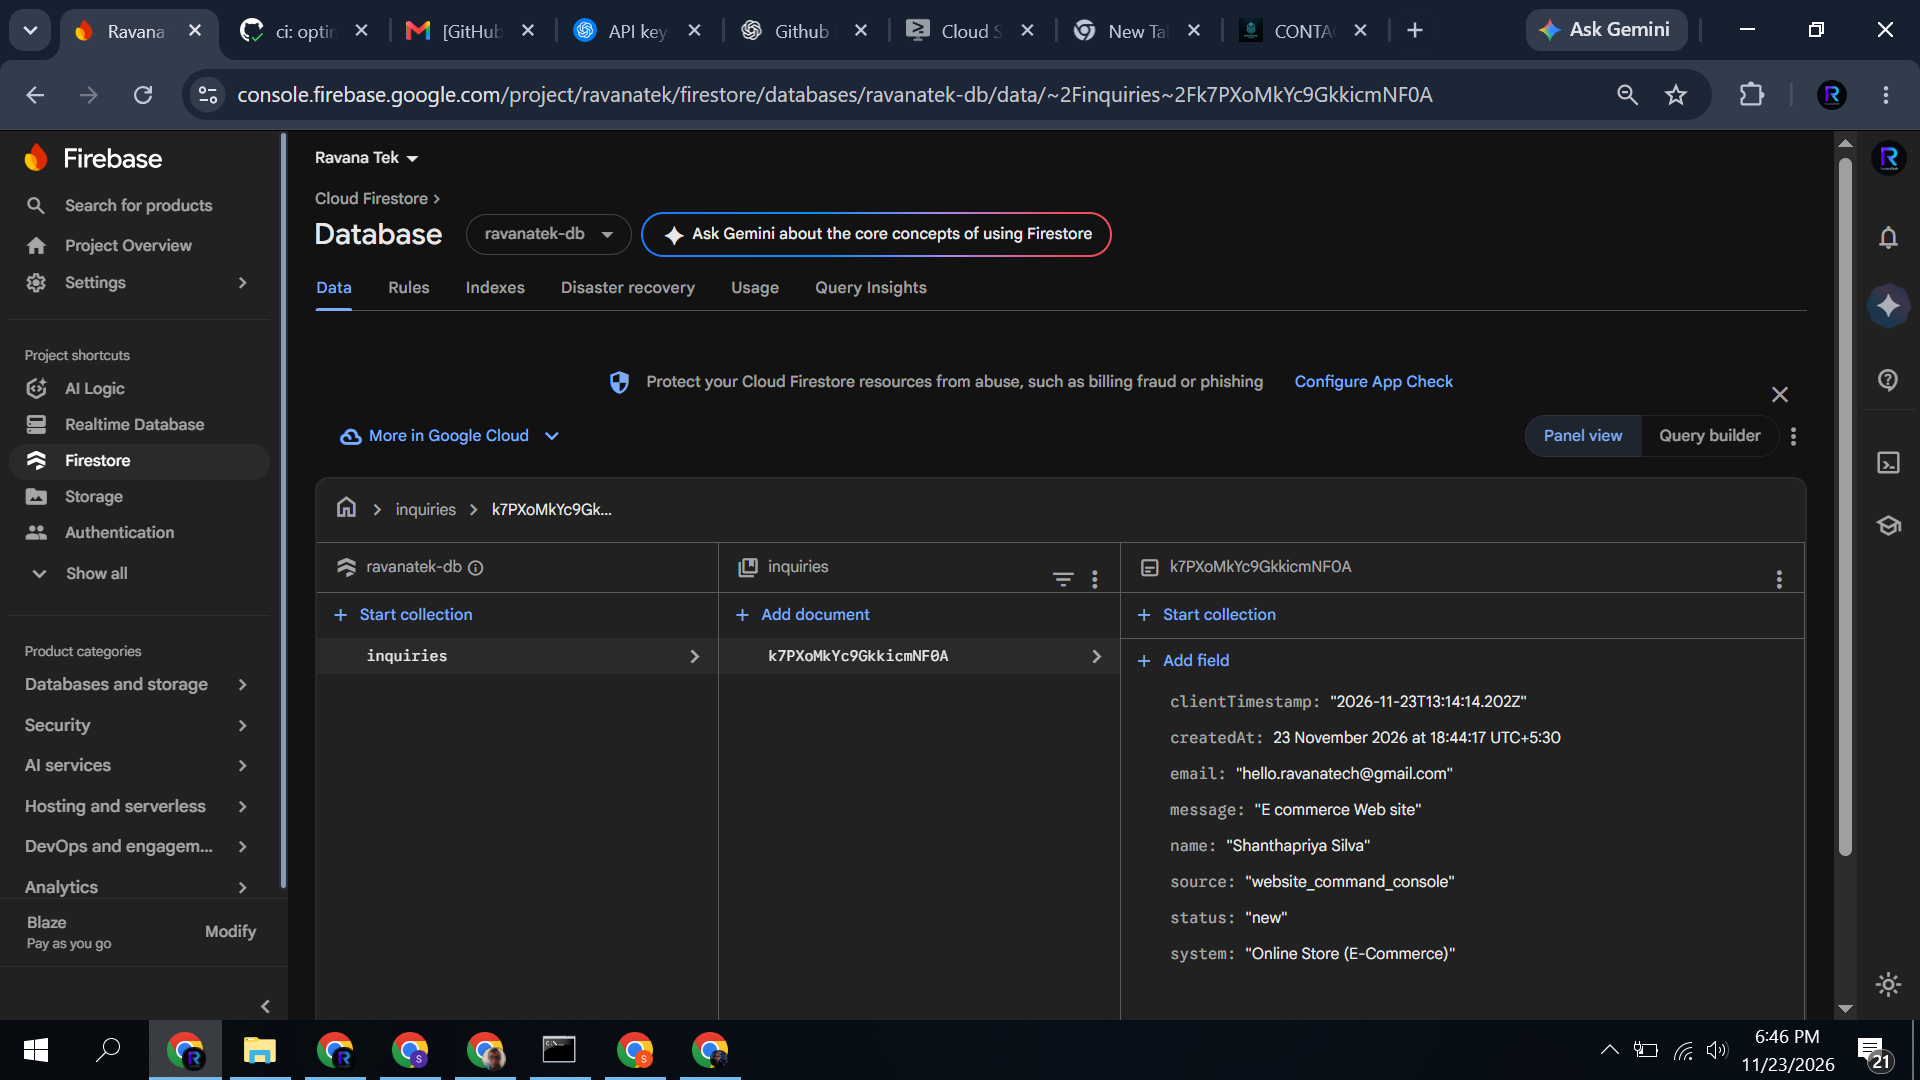 Ravana
ci: optim
[GitHub
API key
Github
Cloud S
New Ta
CONTA
Ask Gemini
console.firebase.google.com/project/ravanatek/firestore/databases/ravanatek-db/data/~2Finquiries~2Fk7PXoMkYc9GkkicmNF0A
Firebase
Search for products
Project Overview
Settings
Project shortcuts
AI Logic
Realtime Database
Firestore
Storage
Authentication
Show all
Product categories
Databases and storage
Security
AI services
Hosting and serverless
DevOps and engagem...
Analytics
Blaze
Pay as you go
Modify
Ravana Tek
Cloud Firestore
Database
ravanatek-db
Ask Gemini about the core concepts of using Firestore
Data Rules Indexes Disaster recovery Usage Query Insights
Protect your Cloud Firestore resources from abuse, such as billing fraud or phishing Configure App Check
More in Google Cloud
Panel view Query builder
inquiries k7PXoMkYc9Gk...
ravanatek-db
Start collection
inquiries
inquiries
Add document
k7PXoMkYc9GkkicmNF0A
k7PXoMkYc9GkkicmNF0A
Start collection
Add field
clientTimestamp: "2026-11-23T13:14:14.202Z"
createdAt: 23 November 2026 at 18:44:17 UTC+5:30
email: "hello.ravanatech@gmail.com"
message: "E commerce Web site"
name: "Shanthapriya Silva"
source: "website_command_console"
status: "new"
system: "Online Store (E-Commerce)"
6:46 PM
11/23/2026
21